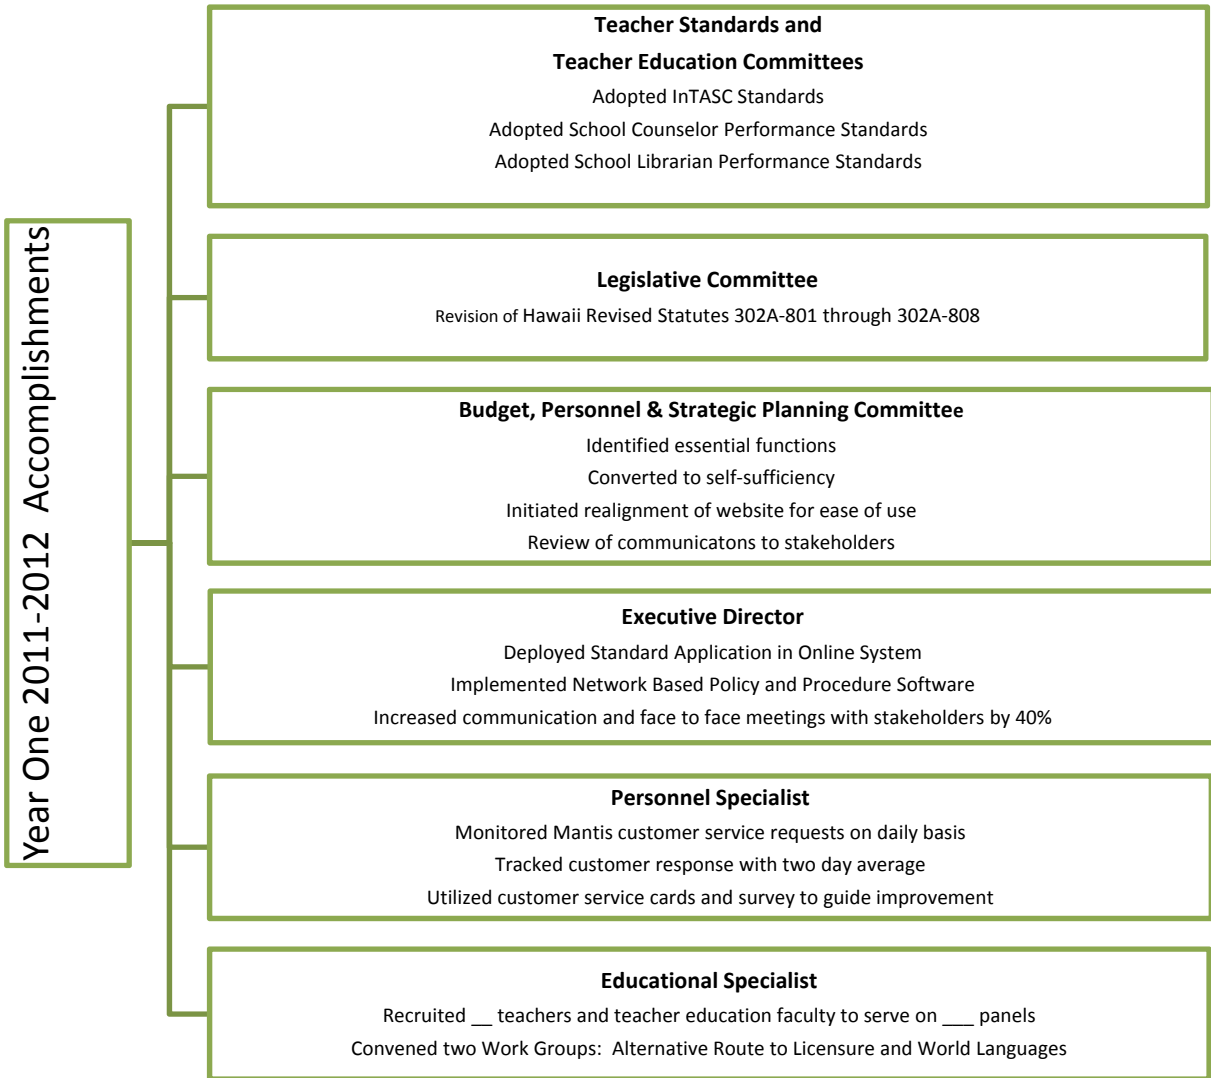 Year One 2011-2012 Accomplishments
Teacher Standards and
Teacher Education Committees
Adopted InTASC Standards
Adopted School Counselor Performance Standards
Adopted School Librarian Performance Standards
Legislative Committee
Revision of Hawaii Revised Statutes 302A-801 through 302A-808
Budget, Personnel & Strategic Planning Committee
Identified essential functions
Converted to self-sufficiency
Initiated realignment of website for ease of use
Review of communicatons to stakeholders
Executive Director
Deployed Standard Application in Online System
Implemented Network Based Policy and Procedure Software
Increased communication and face to face meetings with stakeholders by 40%
Personnel Specialist
Monitored Mantis customer service requests on daily basis
Tracked customer response with two day average
Utilized customer service cards and survey to guide improvement
Educational Specialist
Recruited __ teachers and teacher education faculty to serve on ___ panels
Convened two Work Groups:  Alternative Route to Licensure and World Languages